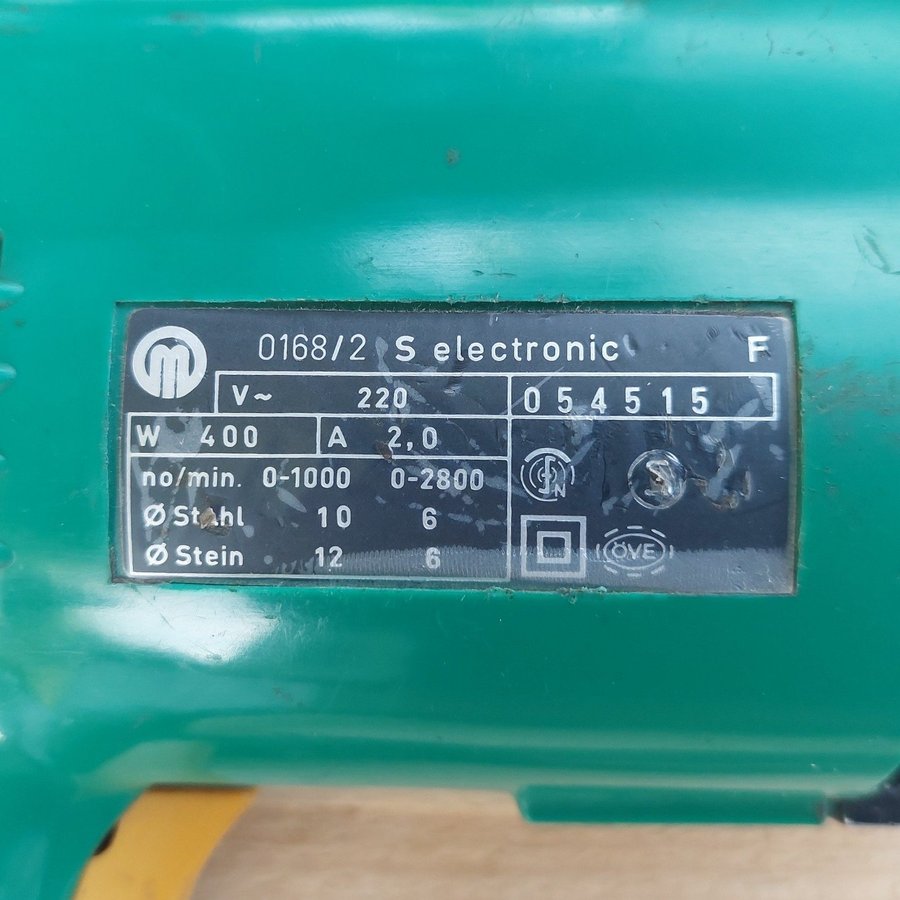 0168/2 S electronic F
V~ 220 054515
W 400 A 2,0
no/min. 0-1000 0-2800
Ø Stahl 10 6
Ø Stein 12 6
ÖVE